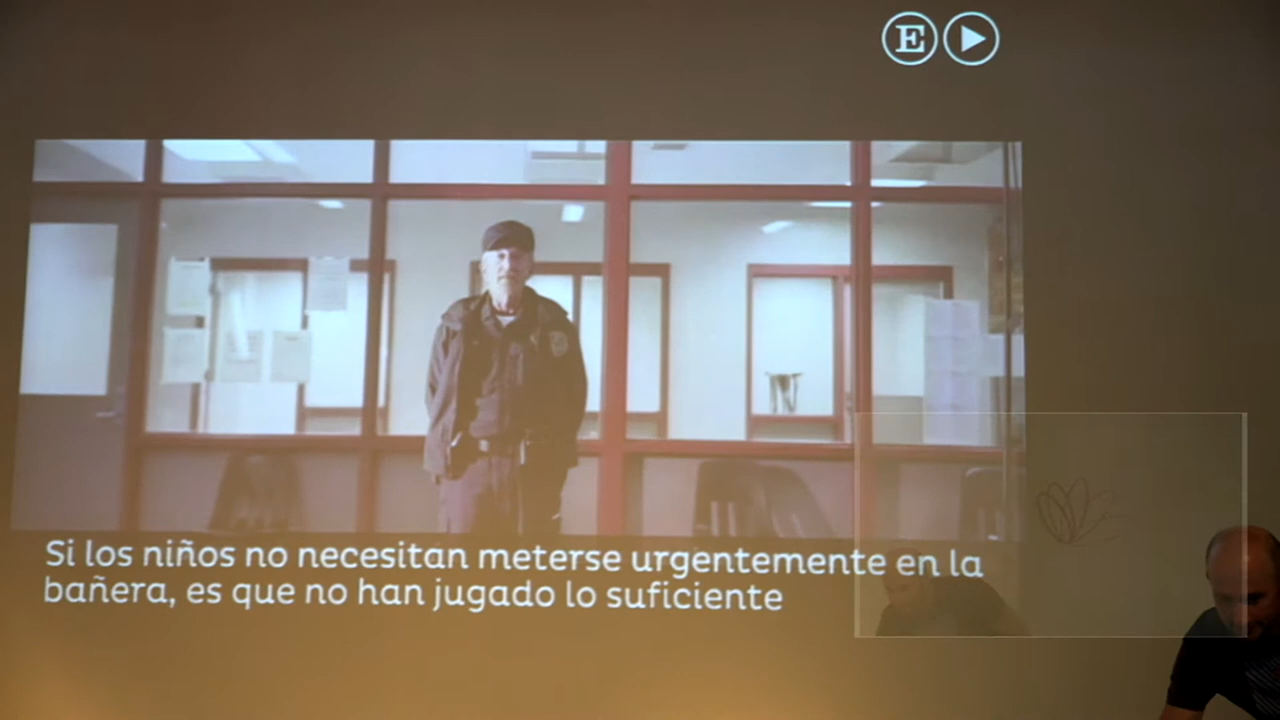 E
Si los niños no necesitan meterse urgentemente en la
bañera, es que no han jugado lo suficiente